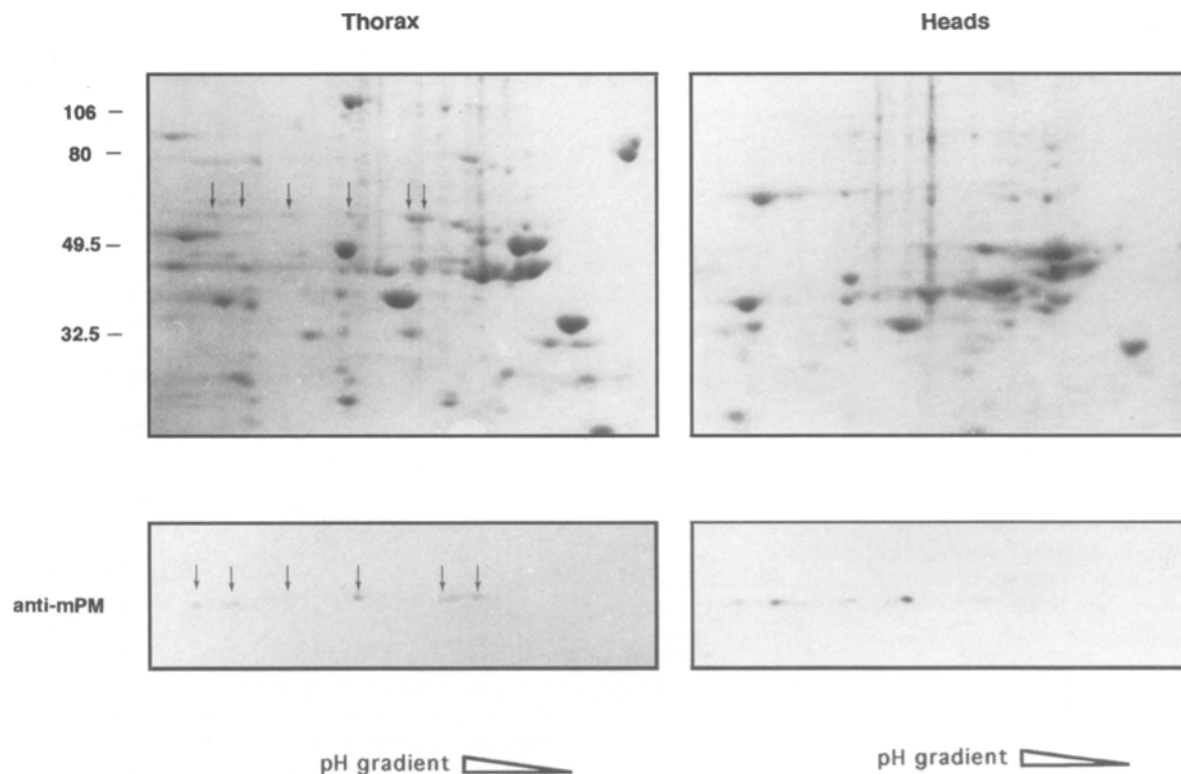 Thorax
Heads
106
80
49.5
32.5
anti-mPM
pH gradient
pH gradient